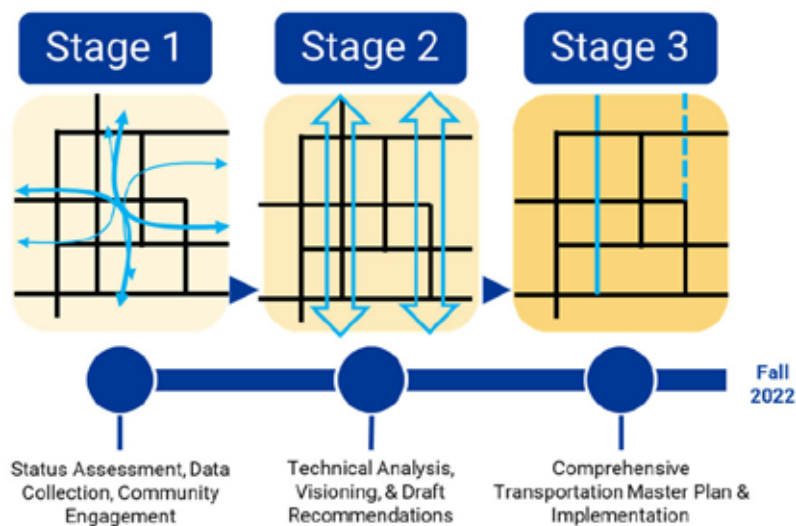 Stage 1
Stage 2
Stage 3
Fall
2022
Status Assessment, Data
Collection, Community
Engagement
Technical Analysis,
Visioning, & Draft
Recommendations
Comprehensive
Transportation Master Plan &
Implementation